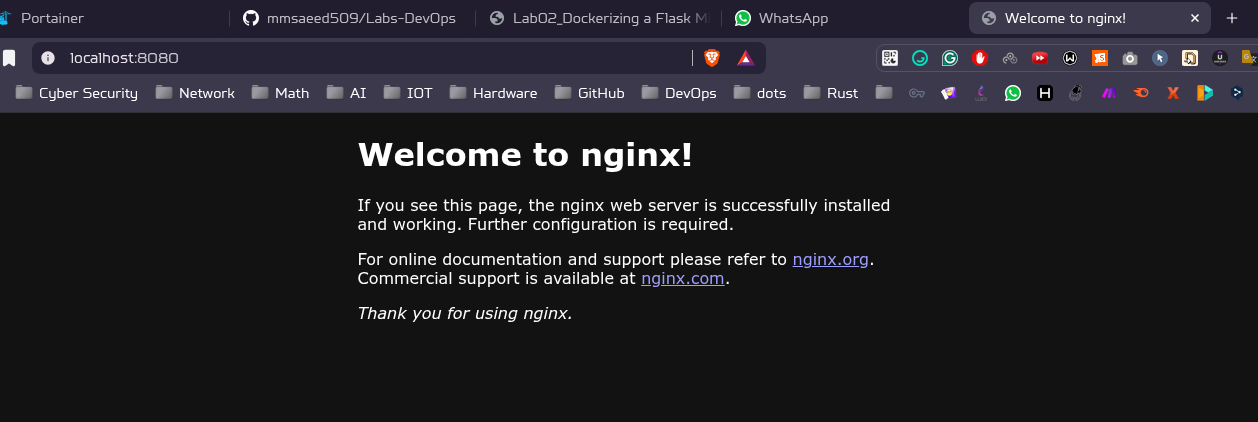 Portainer
mmsaeed509/Labs-DevOps
Lab02_Dockerizing a Flask Mi
WhatsApp
Welcome to nginx!
localhost:8080
Cyber Security
Network
Math
AI
IOT
Hardware
GitHub
DevOps
dots
Rust
Welcome to nginx!
If you see this page, the nginx web server is successfully installed
and working. Further configuration is required.
For online documentation and support please refer to nginx.org.
Commercial support is available at nginx.com.
Thank you for using nginx.